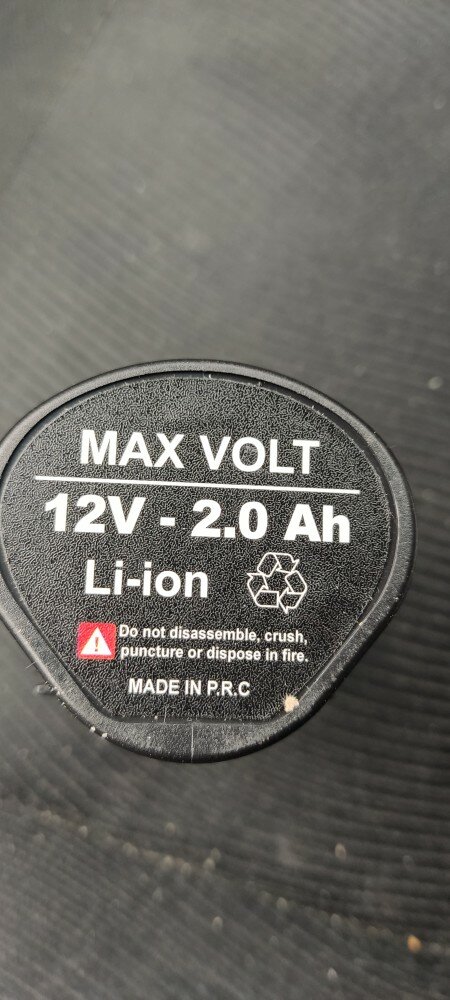 MAX VOLT
12V - 2.0 Ah
Li-ion
Do not disassemble, crush,
puncture or dispose in fire.
MADE IN P.R.C